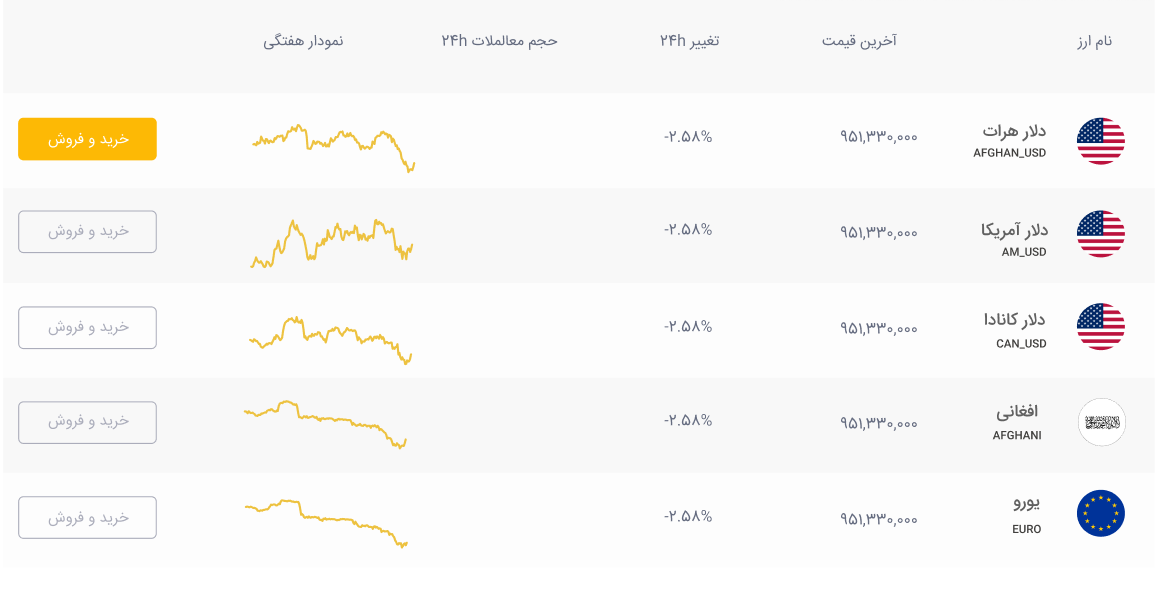 نام ارز
آخرین قیمت
تغییر ۲۴h
حجم معاملات ۲۴h
نمودار هفتگی
دلار هرات
AFGHAN_USD
۹۵۱,۳۳۰,۰۰۰
-۲.۵۸%
خرید و فروش
دلار آمریکا
AM_USD
۹۵۱,۳۳۰,۰۰۰
-۲.۵۸%
خرید و فروش
دلار کانادا
CAN_USD
۹۵۱,۳۳۰,۰۰۰
-۲.۵۸%
خرید و فروش
افغانی
AFGHANI
۹۵۱,۳۳۰,۰۰۰
-۲.۵۸%
خرید و فروش
یورو
EURO
۹۵۱,۳۳۰,۰۰۰
-۲.۵۸%
خرید و فروش